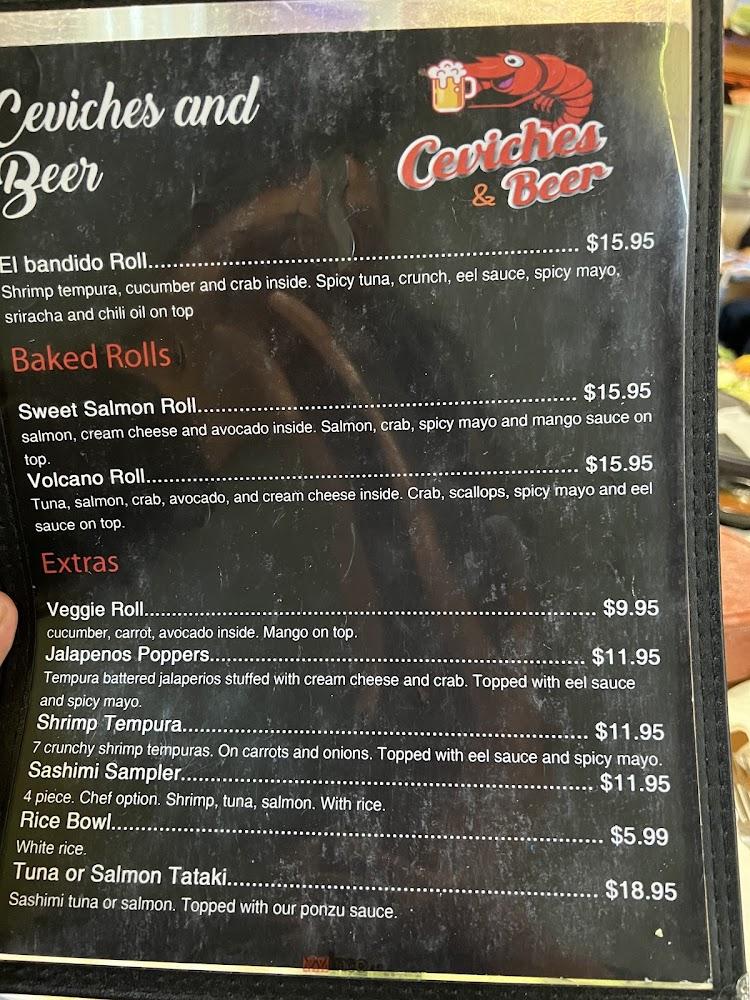 Ceviches and
Beer
Ceviches
& Beer
El bandido Roll........................................ $15.95
Shrimp tempura, cucumber and crab inside. Spicy tuna, crunch, eel sauce, spicy mayo,
sriracha and chili oil on top
Baked Rolls
Sweet Salmon Roll........................................ $15.95
salmon, cream cheese and avocado inside. Salmon, crab, spicy mayo and mango sauce on
top.
Volcano Roll........................................ $15.95
Tuna, salmon, crab, avocado, and cream cheese inside. Crab, scallops, spicy mayo and eel
sauce on top.
Extras
Veggie Roll........................................ $9.95
cucumber, carrot, avocado inside. Mango on top.
Jalapenos Poppers........................................ $11.95
Tempura battered jalaperios stuffed with cream cheese and crab. Topped with eel sauce
and spicy mayo.
Shrimp Tempura........................................ $11.95
7 crunchy shrimp tempuras. On carrots and onions. Topped with eel sauce and spicy mayo.
Sashimi Sampler........................................ $11.95
4 piece. Chef option. Shrimp, tuna, salmon. With rice.
Rice Bowl........................................ $5.99
White rice.
Tuna or Salmon Tataki........................................ $18.95
Sashimi tuna or salmon. Topped with our ponzu sauce.